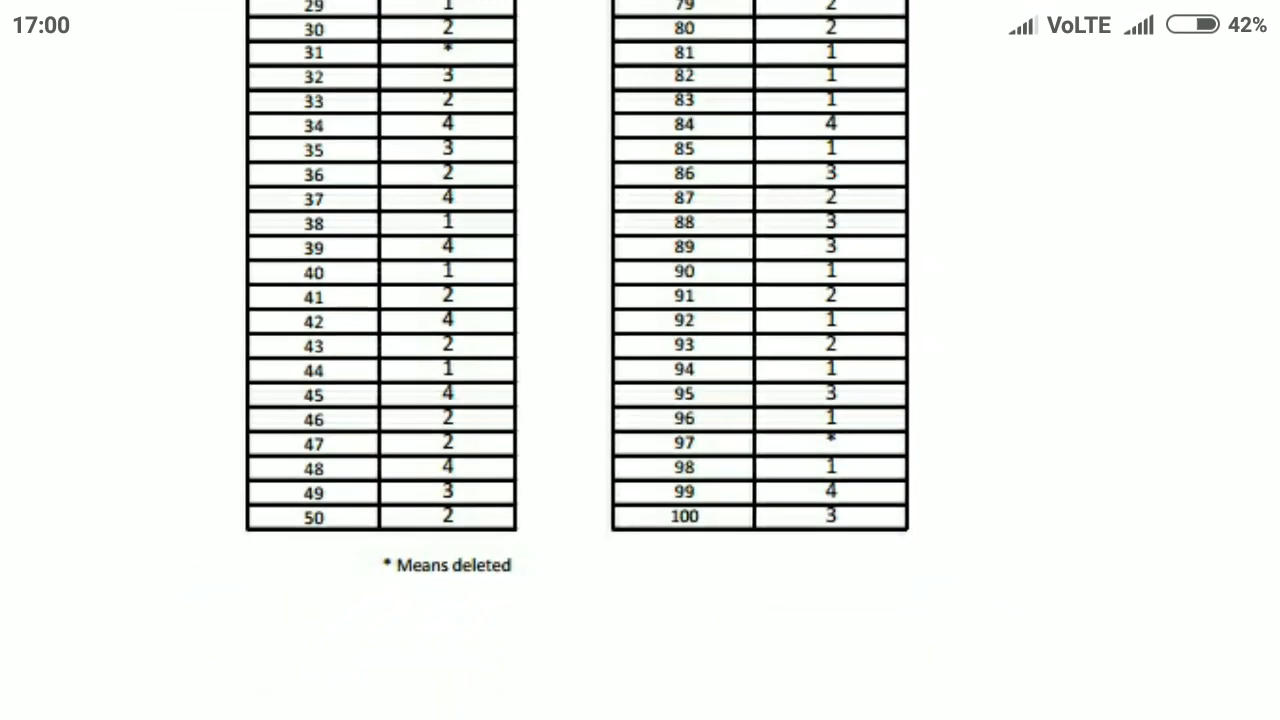 17:00 VoLTE 42%
29 1 79 2
30 2 80 2
31 * 81 1
32 3 82 1
33 2 83 1
34 4 84 4
35 3 85 1
36 2 86 3
37 4 87 2
38 1 88 3
39 4 89 3
40 1 90 1
41 2 91 2
42 4 92 1
43 2 93 2
44 1 94 1
45 4 95 3
46 2 96 1
47 2 97 *
48 4 98 1
49 3 99 4
50 2 100 3
* Means deleted